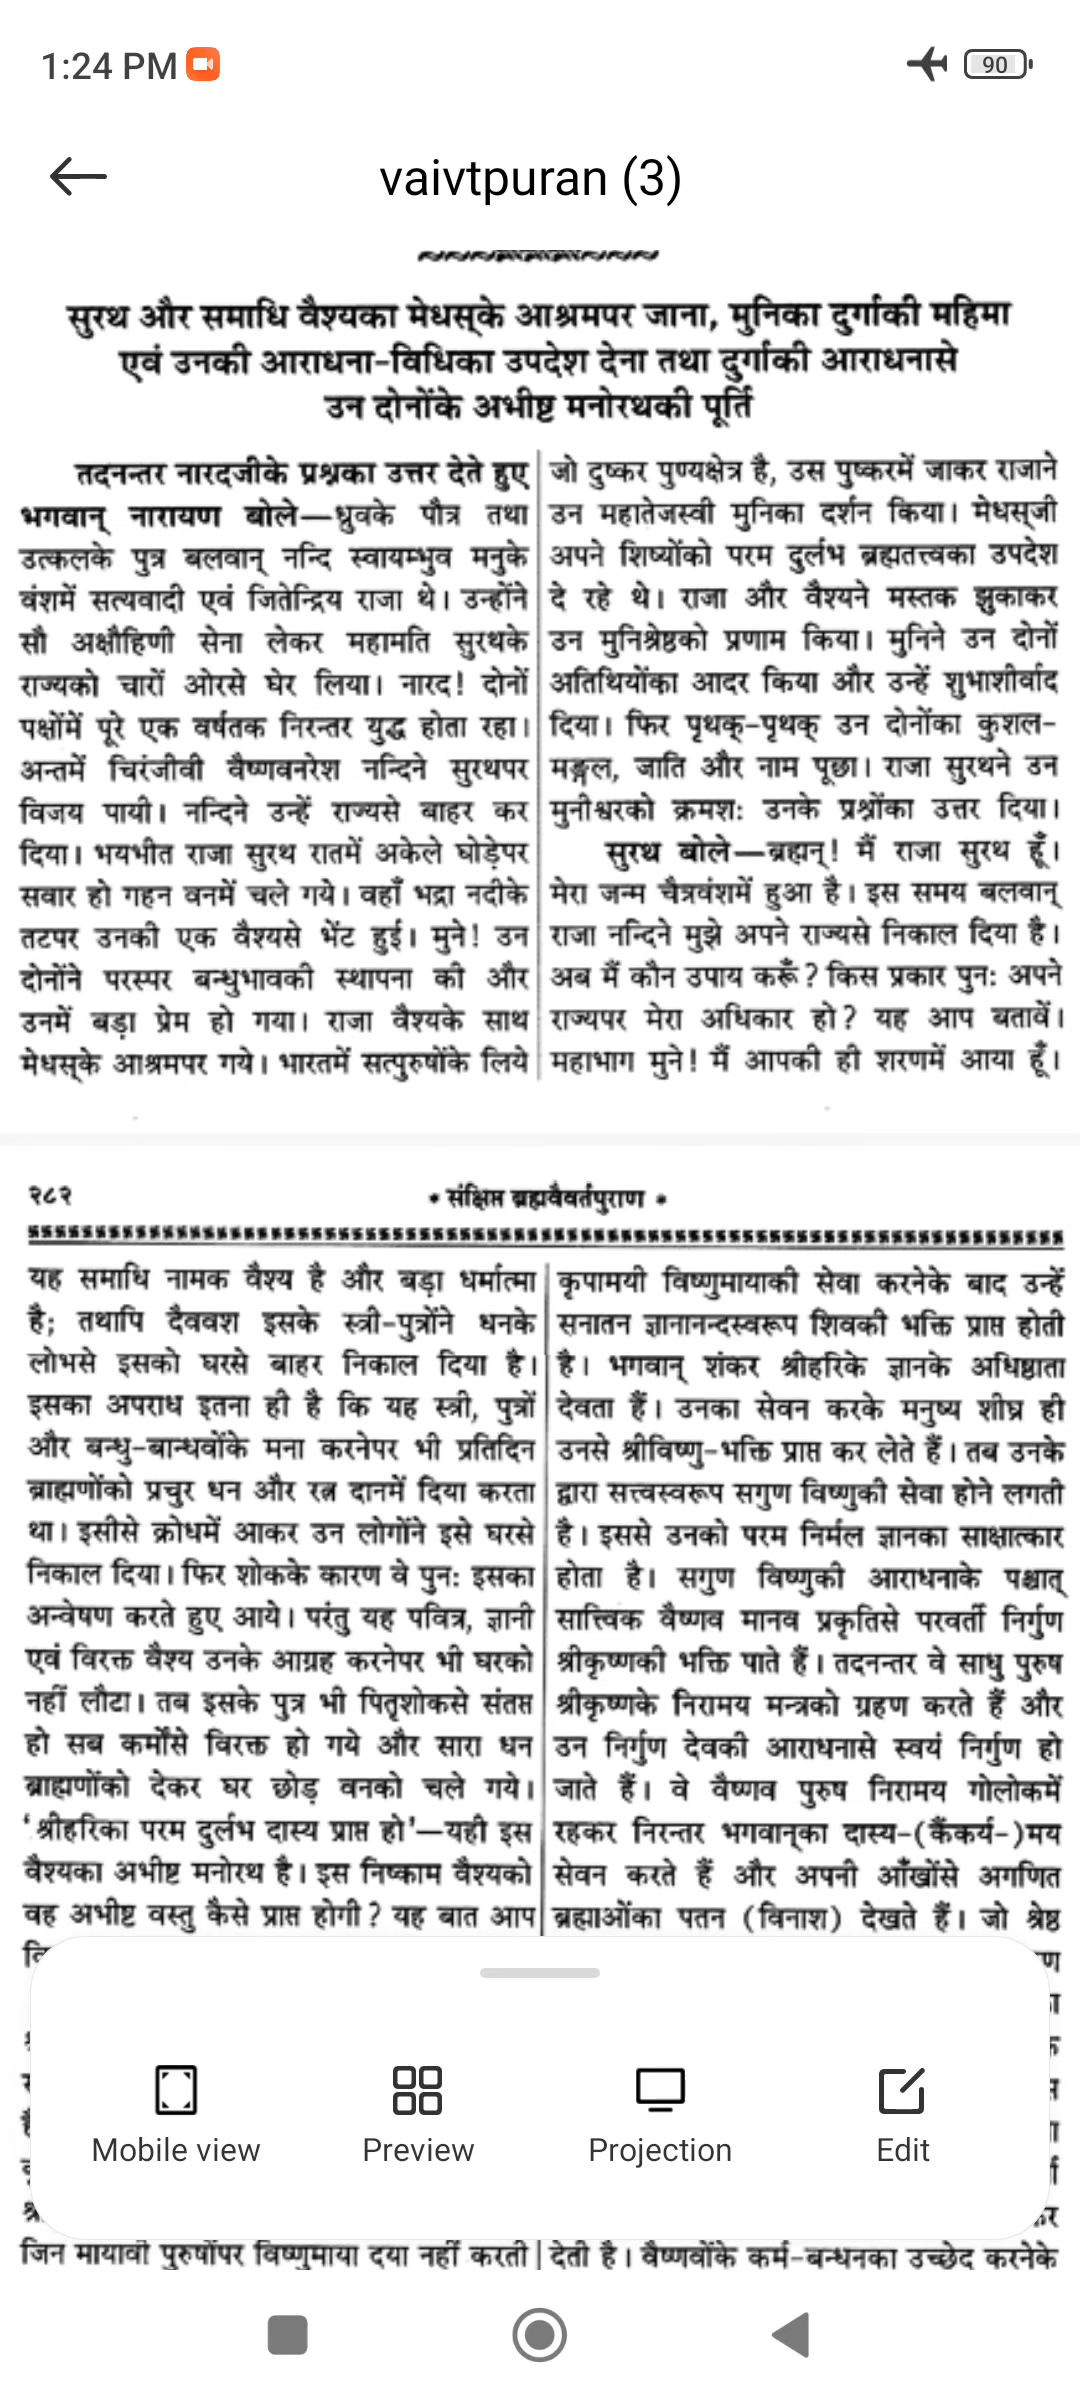 1:24 PM
90
vaivtpuran (3)
सुरथ और समाधि वैश्यका मेधस्के आश्रमपर जाना, मुनिका दुर्गाकी महिमा
एवं उनकी आराधना-विधिका उपदेश देना तथा दुर्गाकी आराधनासे
उन दोनोंके अभीष्ट मनोरथकी पूर्ति
तदनन्तर नारदजीके प्रश्नका उत्तर देते हुए
भगवान् नारायण बोले—ध्रुवके पौत्र तथा
उत्कलके पुत्र बलवान् नन्दि स्वायम्भुव मनुके
वंशमें सत्यवादी एवं जितेन्द्रिय राजा थे। उन्होंने
सौ अक्षौहिणी सेना लेकर महामति सुरथके
राज्यको चारों ओरसे घेर लिया। नारद! दोनों
पक्षोंमें पूरे एक वर्षतक निरन्तर युद्ध होता रहा।
अन्तमें चिरंजीवी वैष्णवनरेश नन्दिने सुरथपर
विजय पायी। नन्दिने उन्हें राज्यसे बाहर कर
दिया। भयभीत राजा सुरथ रातमें अकेले घोड़ेपर
सवार हो गहन वनमें चले गये। वहाँ भद्रा नदीके
तटपर उनकी एक वैश्यसे भेंट हुई। मुने! उन
दोनोंने परस्पर बन्धुभावकी स्थापना की और
उनमें बड़ा प्रेम हो गया। राजा वैश्यके साथ
मेधस्के आश्रमपर गये। भारतमें सत्पुरुषोंके लिये
जो दुष्कर पुण्यक्षेत्र है, उस पुष्करमें जाकर राजाने
उन महातेजस्वी मुनिका दर्शन किया। मेधस्जी
अपने शिष्योंको परम दुर्लभ ब्रह्मतत्त्वका उपदेश
दे रहे थे। राजा और वैश्यने मस्तक झुकाकर
उन मुनिश्रेष्ठको प्रणाम किया। मुनिने उन दोनों
अतिथियोंका आदर किया और उन्हें शुभाशीर्वाद
दिया। फिर पृथक्-पृथक् उन दोनोंका कुशल-
मङ्गल, जाति और नाम पूछा। राजा सुरथने उन
मुनीश्वरको क्रमशः उनके प्रश्नोंका उत्तर दिया।
सुरथ बोले—ब्रह्मन्! मैं राजा सुरथ हूँ।
मेरा जन्म चैत्रवंशमें हुआ है। इस समय बलवान्
राजा नन्दिने मुझे अपने राज्यसे निकाल दिया है।
अब मैं कौन उपाय करूँ? किस प्रकार पुनः अपने
राज्यपर मेरा अधिकार हो? यह आप बतावें।
महाभाग मुने! मैं आपकी ही शरणमें आया हूँ।
२८२
* संक्षिप्त ब्रह्मवैवर्तपुराण *
यह समाधि नामक वैश्य है और बड़ा धर्मात्मा
है; तथापि दैववश इसके स्त्री-पुत्रोंने धनके
लोभसे इसको घरसे बाहर निकाल दिया है।
इसका अपराध इतना ही है कि यह स्त्री, पुत्रों
और बन्धु-बान्धवोंके मना करनेपर भी प्रतिदिन
ब्राह्मणोंको प्रचुर धन और रत्न दानमें दिया करता
था। इसीसे क्रोधमें आकर उन लोगोंने इसे घरसे
निकाल दिया। फिर शोकके कारण वे पुनः इसका
अन्वेषण करते हुए आये। परंतु यह पवित्र, ज्ञानी
एवं विरक्त वैश्य उनके आग्रह करनेपर भी घरको
नहीं लौटा। तब इसके पुत्र भी पितृशोकसे संतप्त
हो सब कर्मोंसे विरक्त हो गये और सारा धन
ब्राह्मणोंको देकर घर छोड़ वनको चले गये।
'श्रीहरिका परम दुर्लभ दास्य प्राप्त हो'—यही इस
वैश्यका अभीष्ट मनोरथ है। इस निष्काम वैश्यको
वह अभीष्ट वस्तु कैसे प्राप्त होगी? यह बात आप
जिन मायावी पुरुषोंपर विष्णुमाया दया नहीं करती
कृपामयी विष्णुमायाकी सेवा करनेके बाद उन्हें
सनातन ज्ञानानन्दस्वरूप शिवकी भक्ति प्राप्त होती
है। भगवान् शंकर श्रीहरिके ज्ञानके अधिष्ठाता
देवता हैं। उनका सेवन करके मनुष्य शीघ्र ही
उनसे श्रीविष्णु-भक्ति प्राप्त कर लेते हैं। तब उनके
द्वारा सत्त्वस्वरूप सगुण विष्णुकी सेवा होने लगती
है। इससे उनको परम निर्मल ज्ञानका साक्षात्कार
होता है। सगुण विष्णुकी आराधनाके पश्चात्
सात्त्विक वैष्णव मानव प्रकृतिसे परवर्ती निर्गुण
श्रीकृष्णकी भक्ति पाते हैं। तदनन्तर वे साधु पुरुष
श्रीकृष्णके निरामय मन्त्रको ग्रहण करते हैं और
उन निर्गुण देवकी आराधनासे स्वयं निर्गुण हो
जाते हैं। वे वैष्णव पुरुष निरामय गोलोकमें
रहकर निरन्तर भगवान्का दास्य-(कैंकर्य-)मय
सेवन करते हैं और अपनी आँखोंसे अगणित
ब्रह्माओंका पतन (विनाश) देखते हैं। जो श्रेष्ठ
देती है। वैष्णवोंके कर्म-बन्धनका उच्छेद करनेके
Mobile view
Preview
Projection
Edit